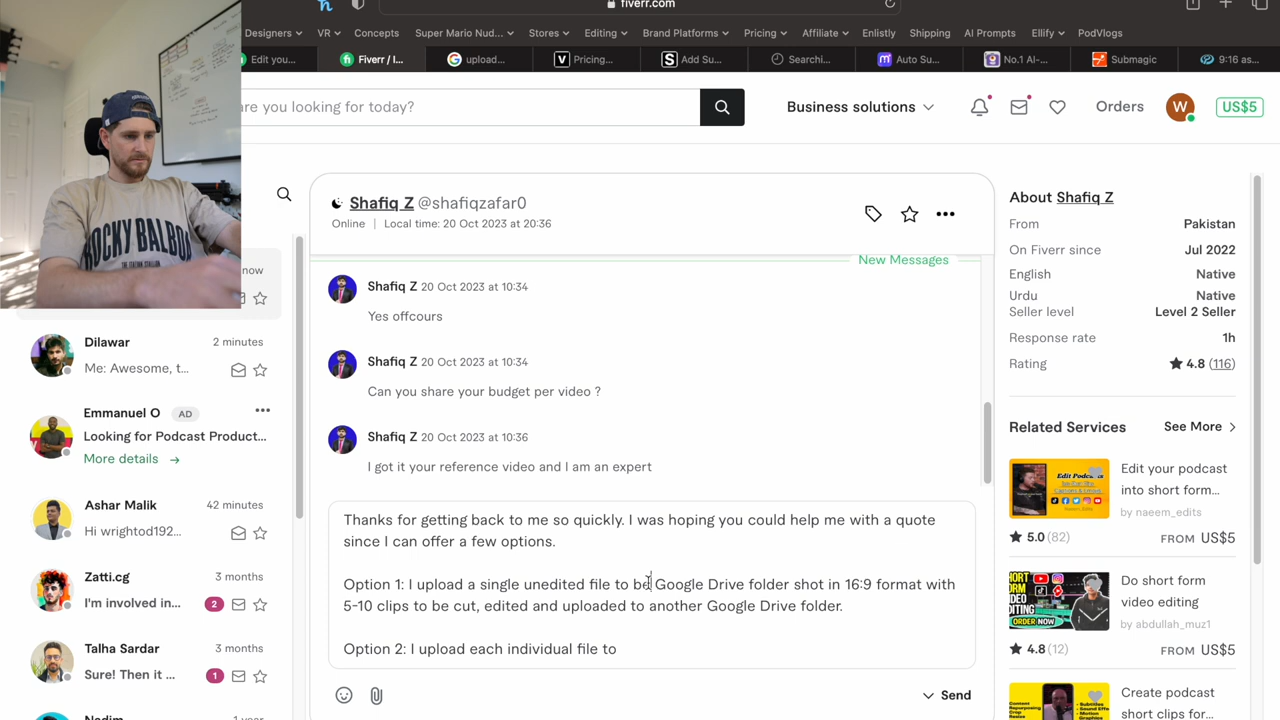 fiverr.com
Designers
VR
Concepts
Super Mario Nud...
Stores
Editing
Brand Platforms
Pricing
Affiliate
Enlistly
Shipping
AI Prompts
Ellify
PodVlogs
Edit you...
Fiverr / I...
upload...
Pricing...
Add Su...
Searchi...
Auto Su...
No.1 AI-...
Submagic
9:16 as...
are you looking for today?
Business solutions
Orders
W
US$5
ROCKY BALBOA
Shafiq Z @shafiqzafar0
Online
Local time: 20 Oct 2023 at 20:36
New Messages
Shafiq Z 20 Oct 2023 at 10:34
Yes offcours
Shafiq Z 20 Oct 2023 at 10:34
Can you share your budget per video ?
Shafiq Z 20 Oct 2023 at 10:36
I got it your reference video and I am an expert
Thanks for getting back to me so quickly. I was hoping you could help me with a quote
since I can offer a few options.
Option 1: I upload a single unedited file to be Google Drive folder shot in 16:9 format with
5-10 clips to be cut, edited and uploaded to another Google Drive folder.
Option 2: I upload each individual file to
Send
now
Dilawar
2 minutes
Me: Awesome, t...
Emmanuel O AD
Looking for Podcast Product...
More details →
Ashar Malik
42 minutes
Hi wrightod192...
Zatti.cg
3 months
I'm involved in...
2
Talha Sardar
3 months
Sure! Then it ...
1
Nadim
1 year
About Shafiq Z
From
Pakistan
On Fiverr since
Jul 2022
English
Native
Urdu
Native
Seller level
Level 2 Seller
Response rate
1h
Rating
4.8 (116)
Related Services
See More
Edit your podcast
into short form...
by naeem_edits
5.0 (82)
FROM US$5
Do short form
video editing
by abdullah_muz1
4.8 (12)
FROM US$5
Create podcast
short clips for...